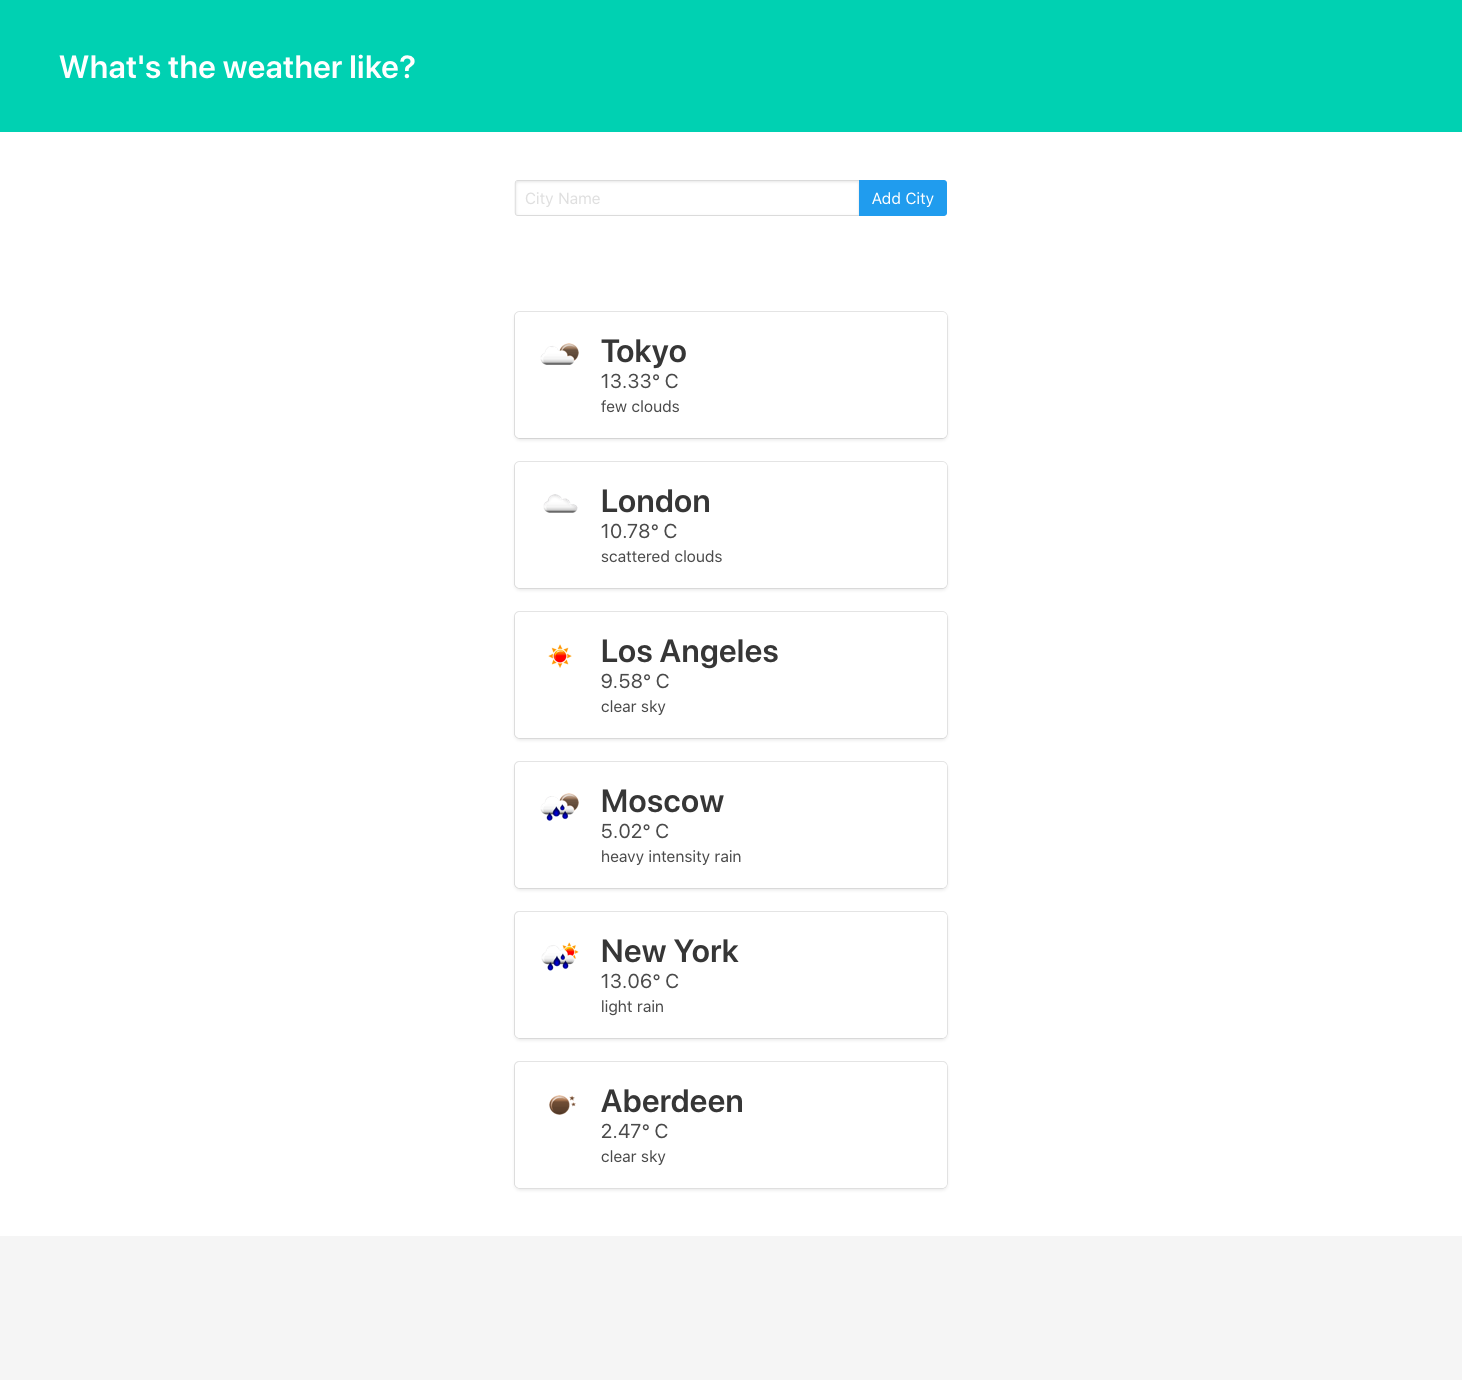 What's the weather like?
City Name
Add City
Tokyo
13.33° C
few clouds
London
10.78° C
scattered clouds
Los Angeles
9.58° C
clear sky
Moscow
5.02° C
heavy intensity rain
New York
13.06° C
light rain
Aberdeen
2.47° C
clear sky